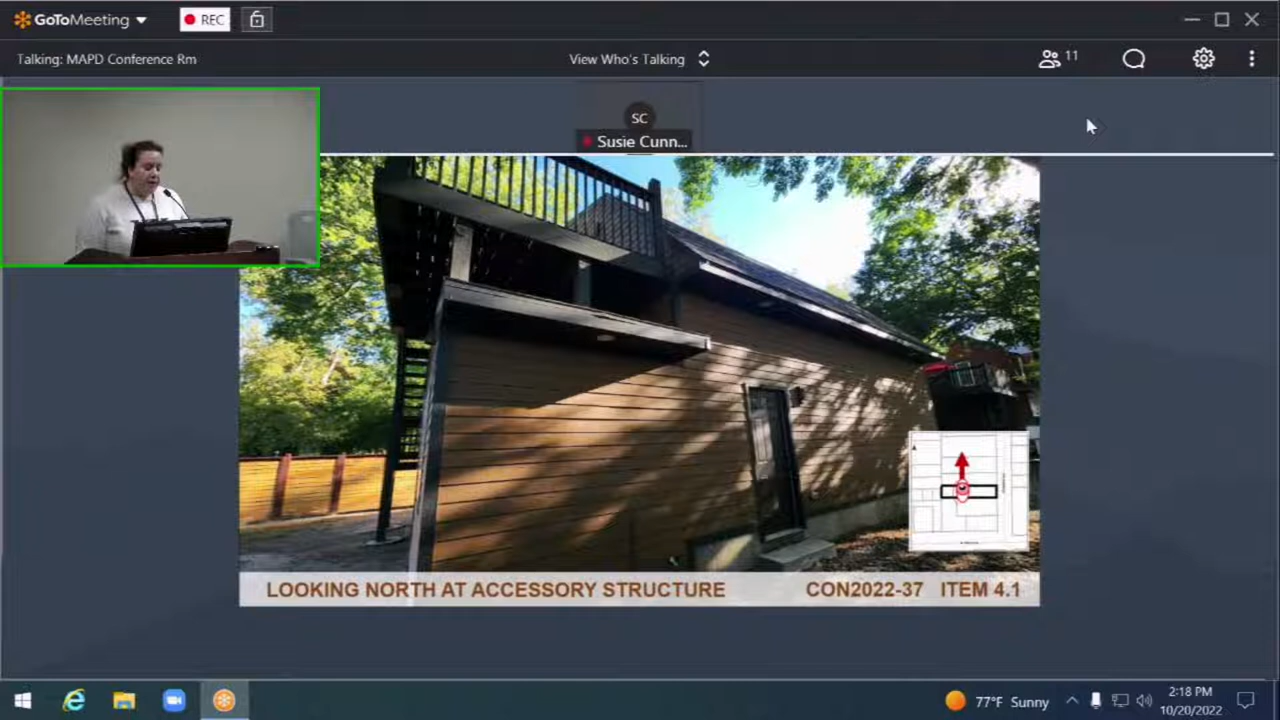 GoToMeeting
REC
Talking: MAPD Conference Rm
View Who's Talking
11
SC
Susie Cunn...
LOOKING NORTH AT ACCESSORY STRUCTURE
CON2022-37 ITEM 4.1
77°F Sunny
2:18 PM
10/20/2022